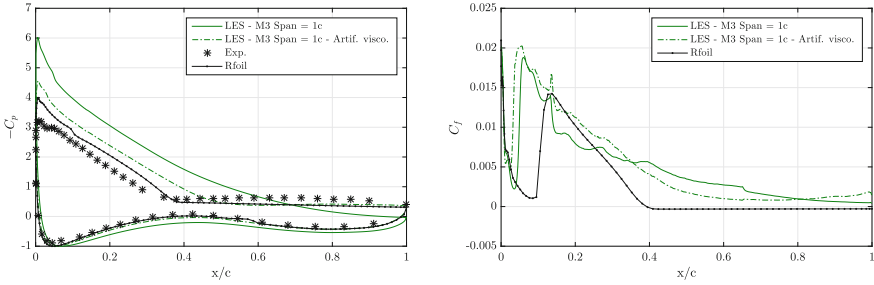 7
6
5
4
3
2
1
0
-1
−Cp
0
0.2
0.4
0.6
0.8
1
x/c
LES - M3 Span = 1c
LES - M3 Span = 1c - Artif. visco.
Exp.
Rfoil
0.025
0.02
0.015
0.01
0.005
0
-0.005
Cf
0
0.2
0.4
0.6
0.8
1
x/c
LES - M3 Span = 1c
LES - M3 Span = 1c - Artif. visco.
Rfoil